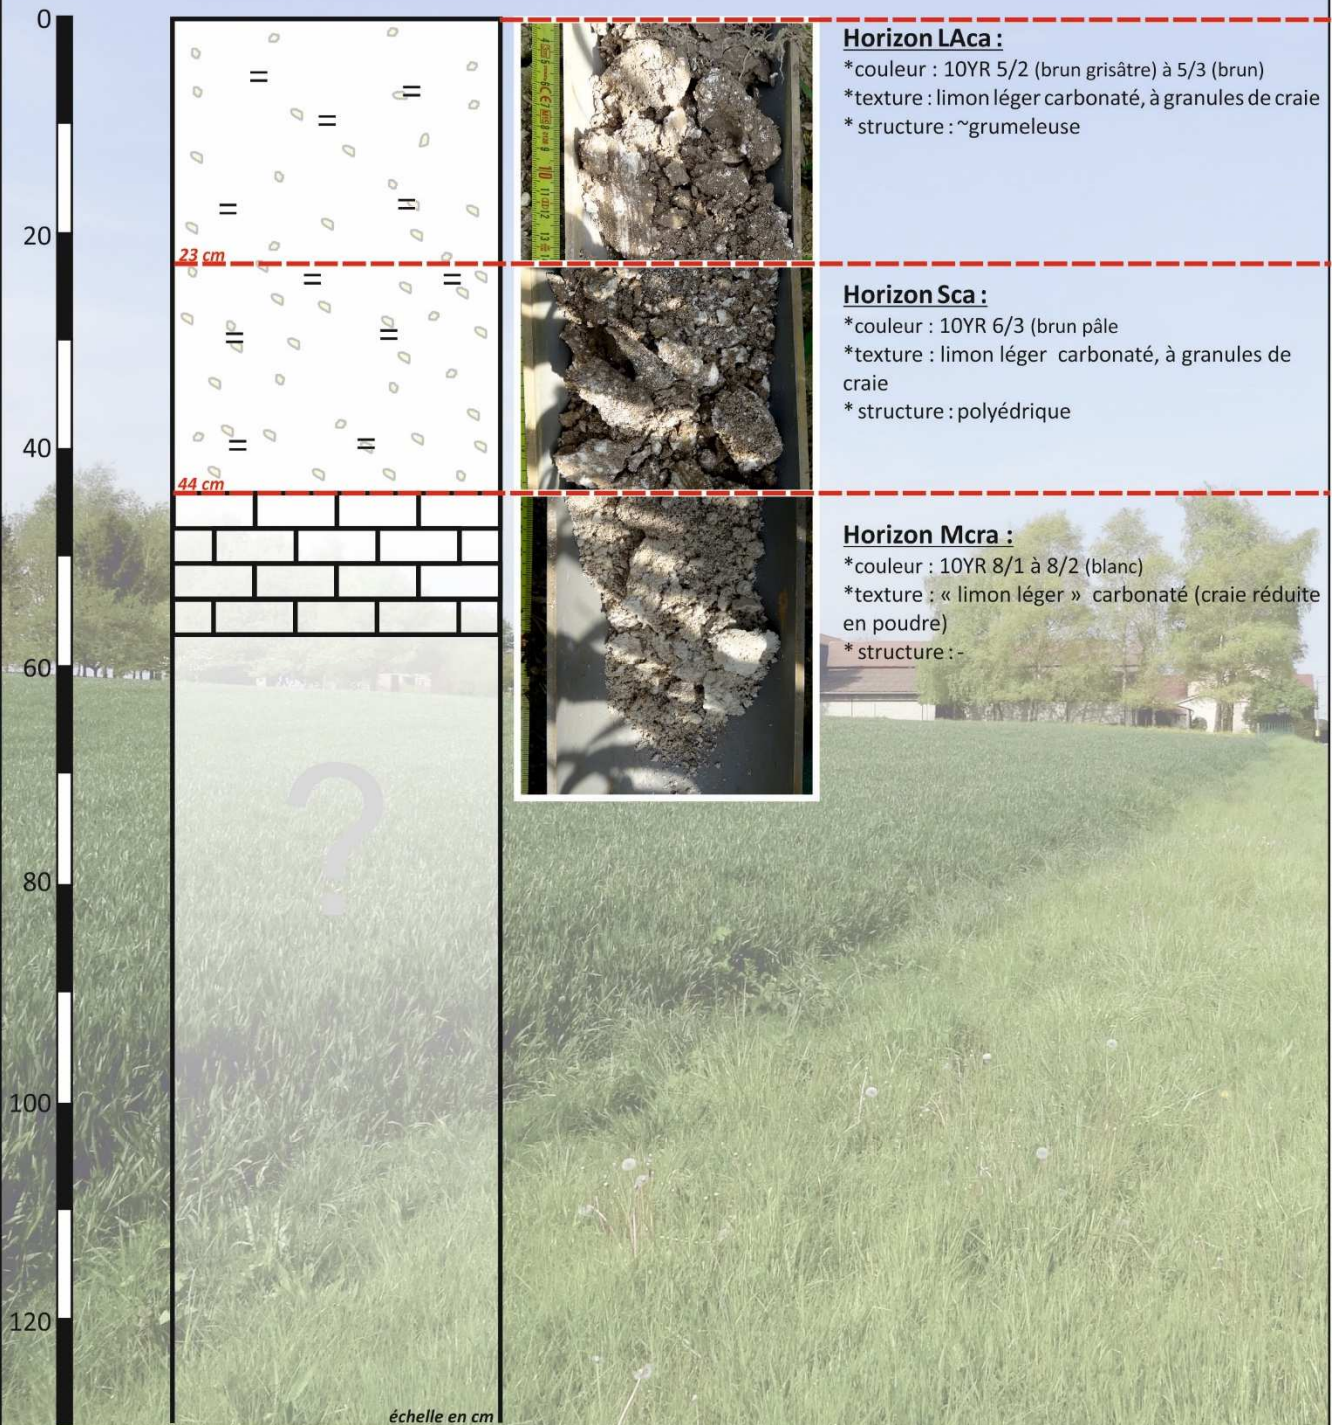 0
20
40
60
80
100
120
23 cm
44 cm
?
échelle en cm
Horizon LAca :
*couleur : 10YR 5/2 (brun grisâtre) à 5/3 (brun)
*texture : limon léger carbonaté, à granules de craie
* structure : ~grumeleuse
Horizon Sca :
*couleur : 10YR 6/3 (brun pâle
*texture : limon léger carbonaté, à granules de
craie
* structure : polyédrique
Horizon Mcra :
*couleur : 10YR 8/1 à 8/2 (blanc)
*texture : « limon léger » carbonaté (craie réduite
en poudre)
* structure : -